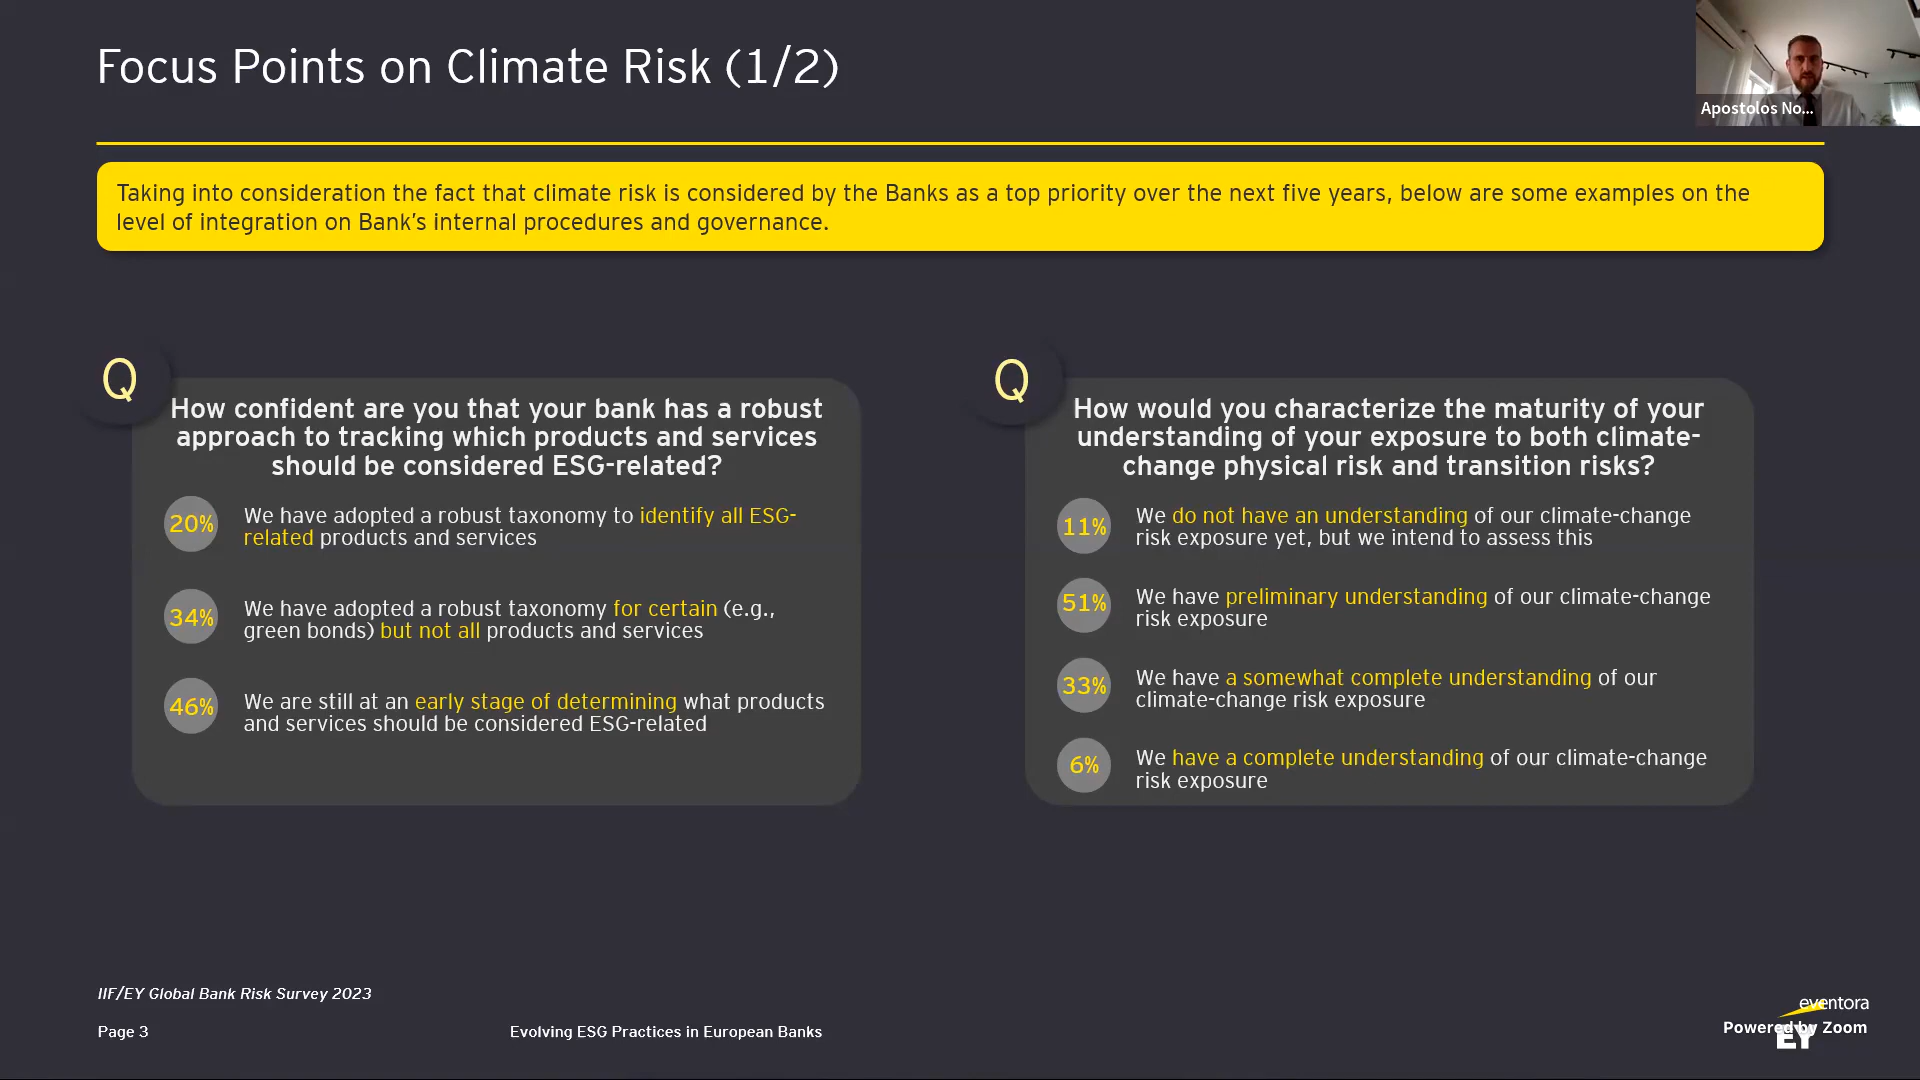 Focus Points on Climate Risk (1/2)
Apostolos No...
Taking into consideration the fact that climate risk is considered by the Banks as a top priority over the next five years, below are some examples on the
level of integration on Bank's internal procedures and governance.
Q
How confident are you that your bank has a robust
approach to tracking which products and services
should be considered ESG-related?
20%
We have adopted a robust taxonomy to identify all ESG-
related products and services
34%
We have adopted a robust taxonomy for certain (e.g.,
green bonds) but not all products and services
46%
We are still at an early stage of determining what products
and services should be considered ESG-related
Q
How would you characterize the maturity of your
understanding of your exposure to both climate-
change physical risk and transition risks?
11%
We do not have an understanding of our climate-change
risk exposure yet, but we intend to assess this
51%
We have preliminary understanding of our climate-change
risk exposure
33%
We have a somewhat complete understanding of our
climate-change risk exposure
6%
We have a complete understanding of our climate-change
risk exposure
IIF/EY Global Bank Risk Survey 2023
Page 3
Evolving ESG Practices in European Banks
eventora
Powered by Zoom
EY